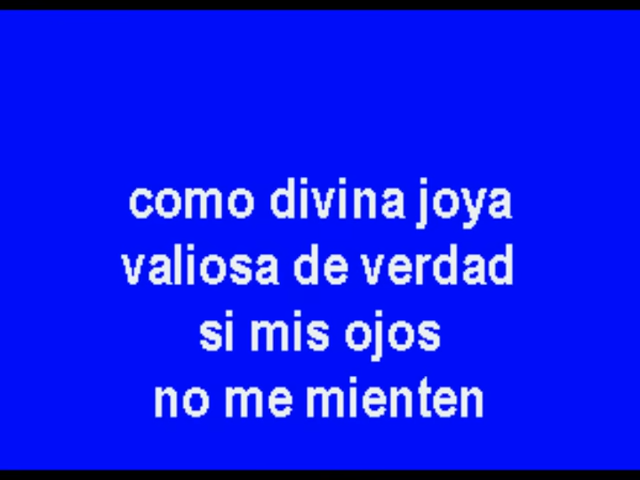 como divina joya
valiosa de verdad
si mis ojos
no me mienten